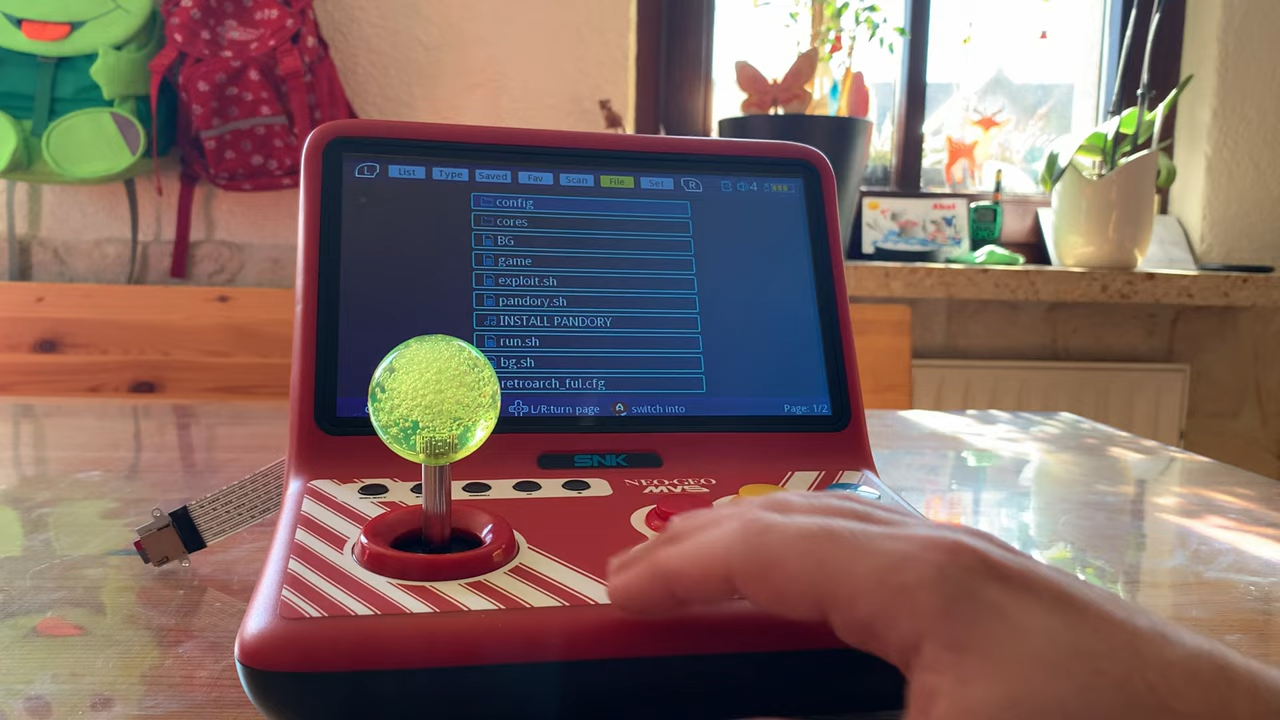 L List Type Saved Fav Scan File Set R 4
config
cores
BG
game
exploit.sh
pandory.sh
INSTALL PANDORY
run.sh
bg.sh
retroarch_ful.cfg
L/R:turn page switch into Page: 1/2
SNK
NEO-GEO
MVS